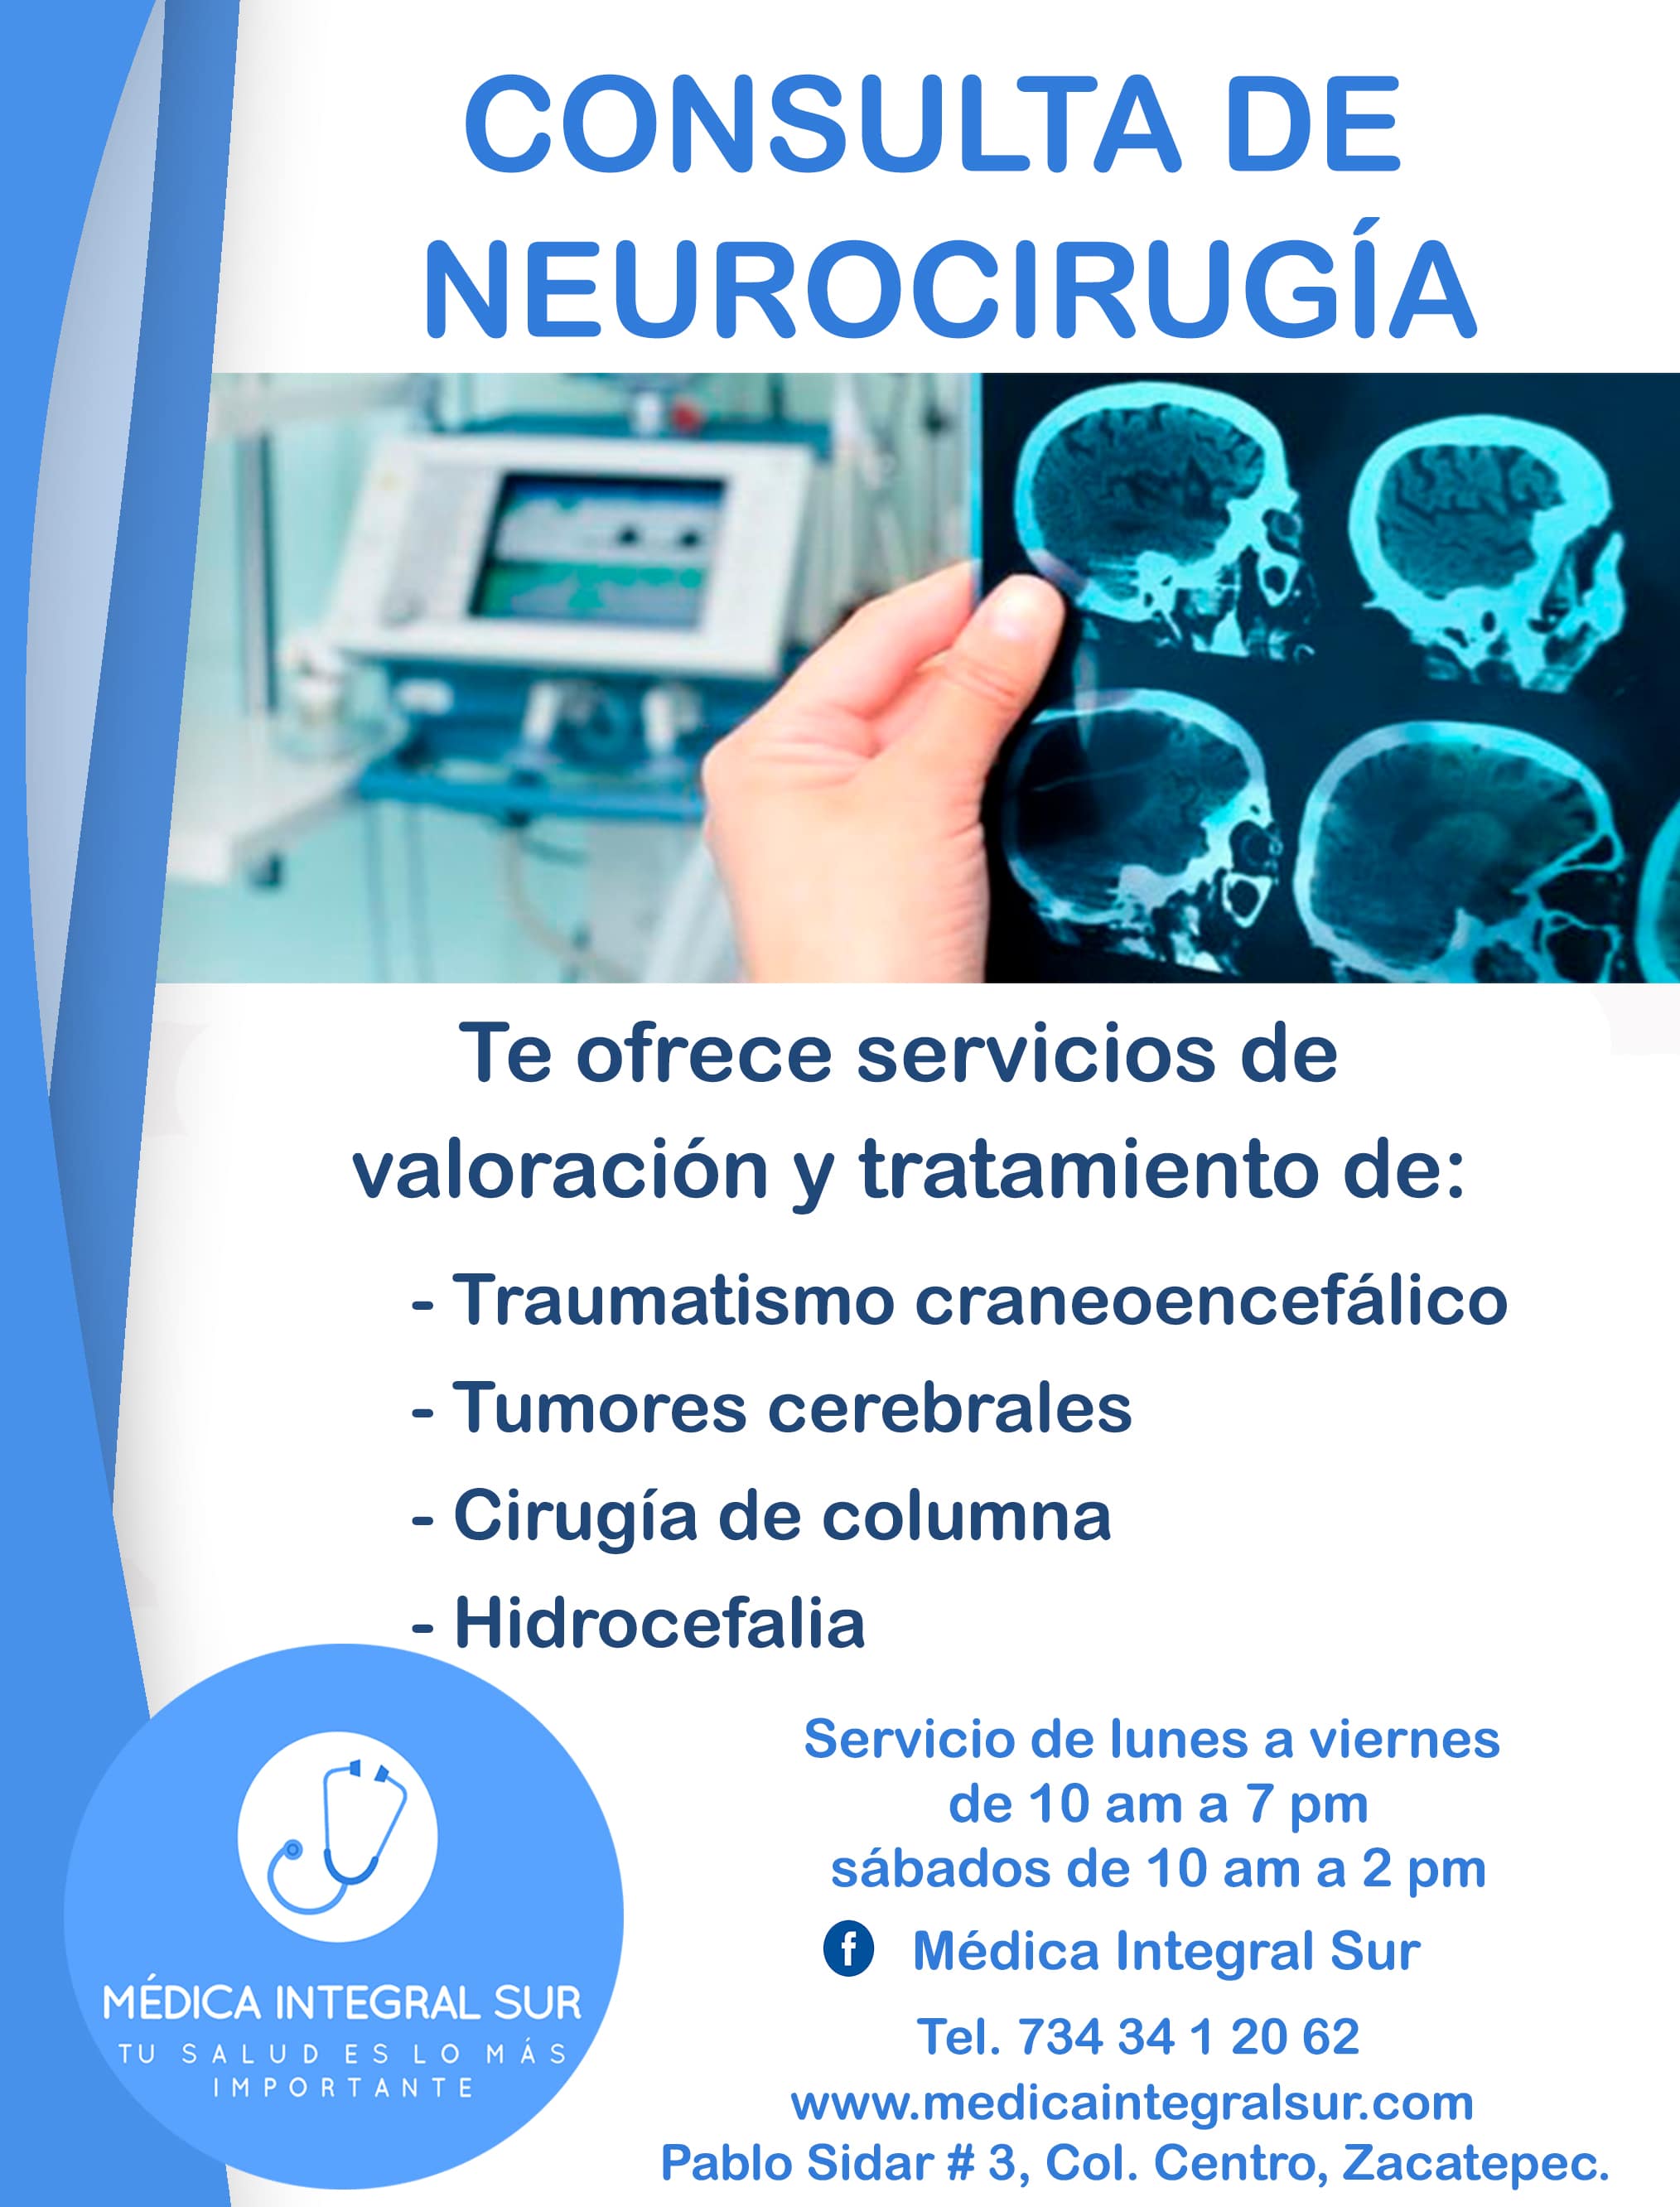 CONSULTA DE
NEUROCIRUGÍA
Te ofrece servicios de
valoración y tratamiento de:
- Traumatismo craneoencefálico
- Tumores cerebrales
- Cirugía de columna
- Hidrocefalia
Servicio de lunes a viernes
de 10 am a 7 pm
sábados de 10 am a 2 pm
f Médica Integral Sur
Tel. 734 34 1 20 62
www.medicaintegralsur.com
Pablo Sidar # 3, Col. Centro, Zacatepec.
MÉDICA INTEGRAL SUR
TU SALUD ES LO MÁS
IMPORTANTE